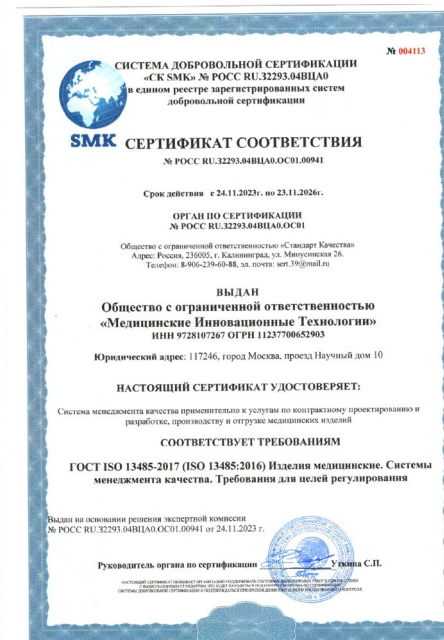 № 004113
СИСТЕМА ДОБРОВОЛЬНОЙ СЕРТИФИКАЦИИ
«СК SMK» № РОСС RU.32293.04ВЦА0
в едином реестре зарегистрированных систем
добровольной сертификации
SMK
СЕРТИФИКАТ СООТВЕТСТВИЯ
№ РОСС RU.32293.04ВЦА0.ОС01.00941
Срок действия с 24.11.2023г. по 23.11.2026г.
ОРГАН ПО СЕРТИФИКАЦИИ
№ РОСС RU.32293.04ВЦА0.ОС01
Общество с ограниченной ответственностью «Стандарт Качества»
Адрес: Россия, 236005, г. Калининград, ул. Минусинская 26.
Телефон: 8-906-239-60-88, эл. почта: sert.39@mail.ru
ВЫДАН
Общество с ограниченной ответственностью
«Медицинские Инновационные Технологии»
ИНН 9728107267 ОГРН 11237700652903
Юридический адрес: 117246, город Москва, проезд Научный дом 10
НАСТОЯЩИЙ СЕРТИФИКАТ УДОСТОВЕРЯЕТ:
Система менеджмента качества применительно к услугам по контрактному проектированию и
разработке, производству и отгрузке медицинских изделий
СООТВЕТСТВУЕТ ТРЕБОВАНИЯМ
ГОСТ ISO 13485-2017 (ISO 13485:2016) Изделия медицинские. Системы
менеджмента качества. Требования для целей регулирования
Выдан на основании решения экспертной комиссии
№ РОСС RU.32293.04ВЦА0.ОС01.00941 от 24.11.2023 г.
Руководитель органа по сертификации Уткина С.П.